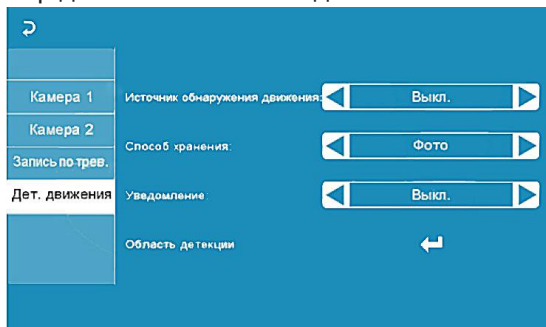 Камера 1
Источник обнаружения движения:
Выкл.
Камера 2
Способ хранения:
Фото
Запись по трев.
Дет. движения
Уведомление:
Выкл.
Область детекции